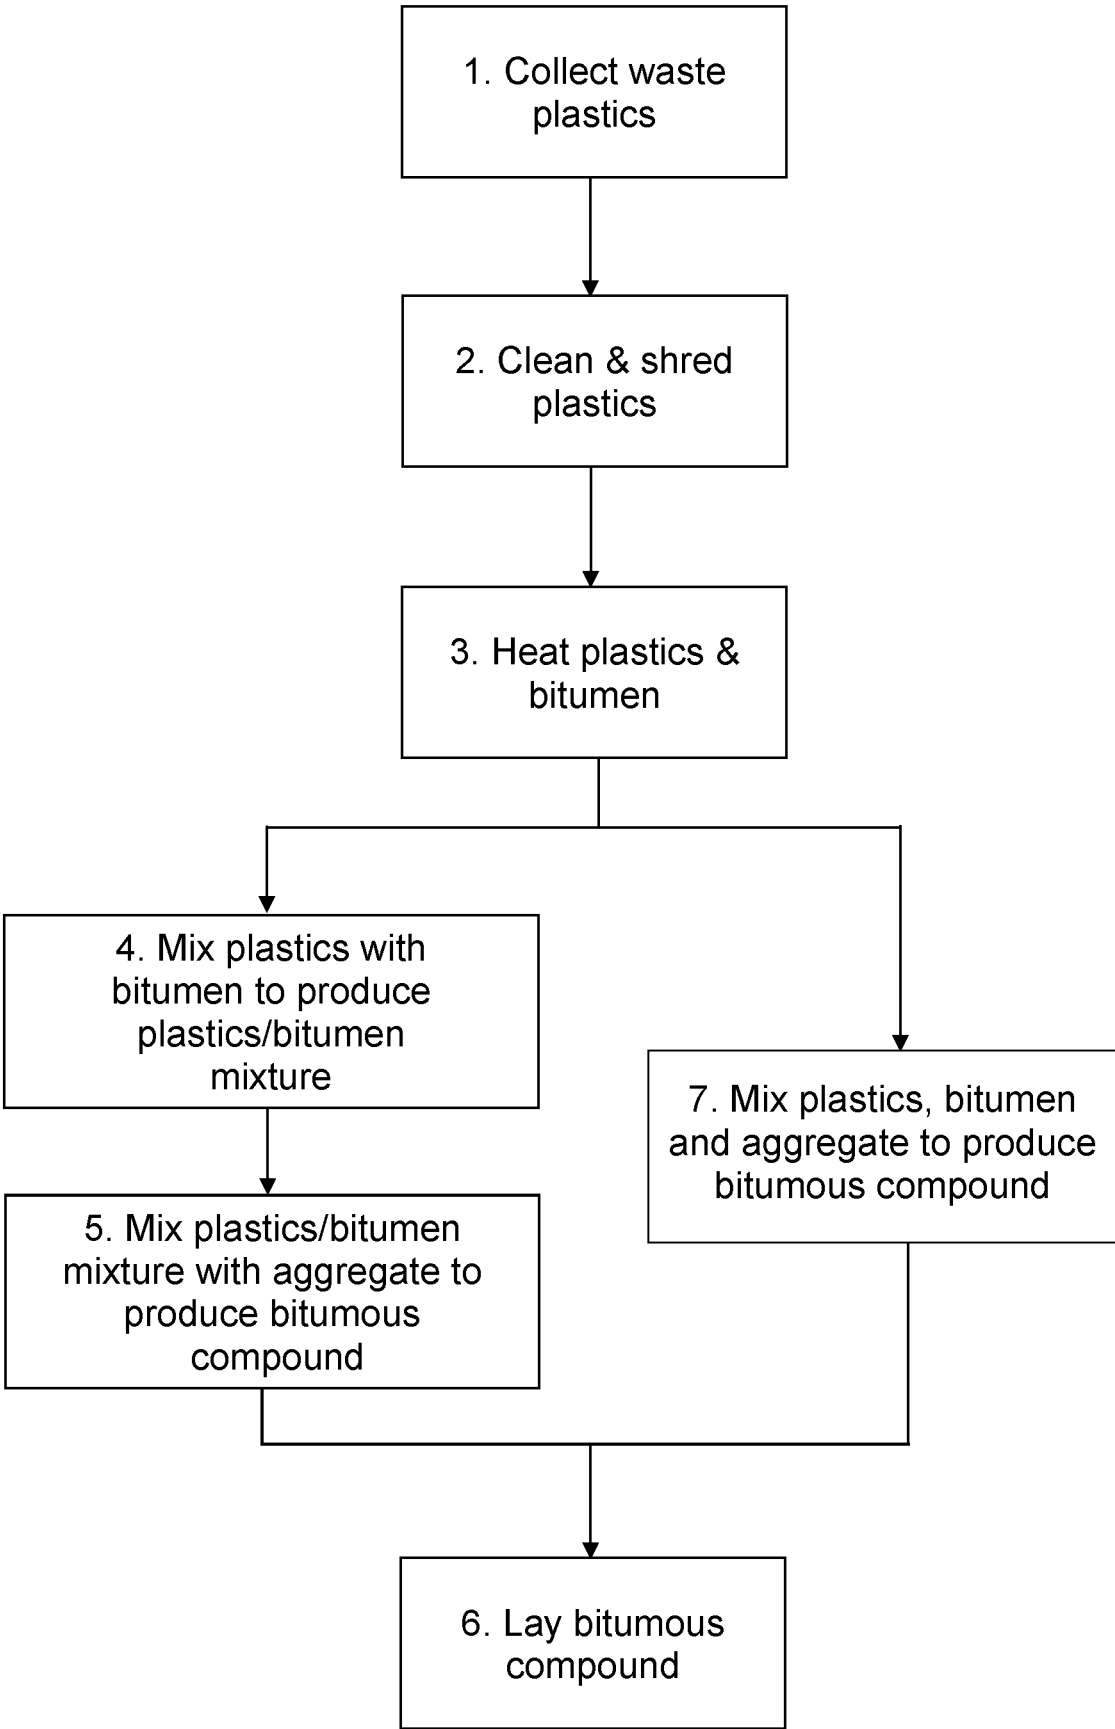 1. Collect waste
plastics
2. Clean & shred
plastics
3. Heat plastics &
bitumen
4. Mix plastics with
bitumen to produce
plastics/bitumen
mixture
5. Mix plastics/bitumen
mixture with aggregate to
produce bitumous
compound
7. Mix plastics, bitumen
and aggregate to produce
bitumous compound
6. Lay bitumous
compound